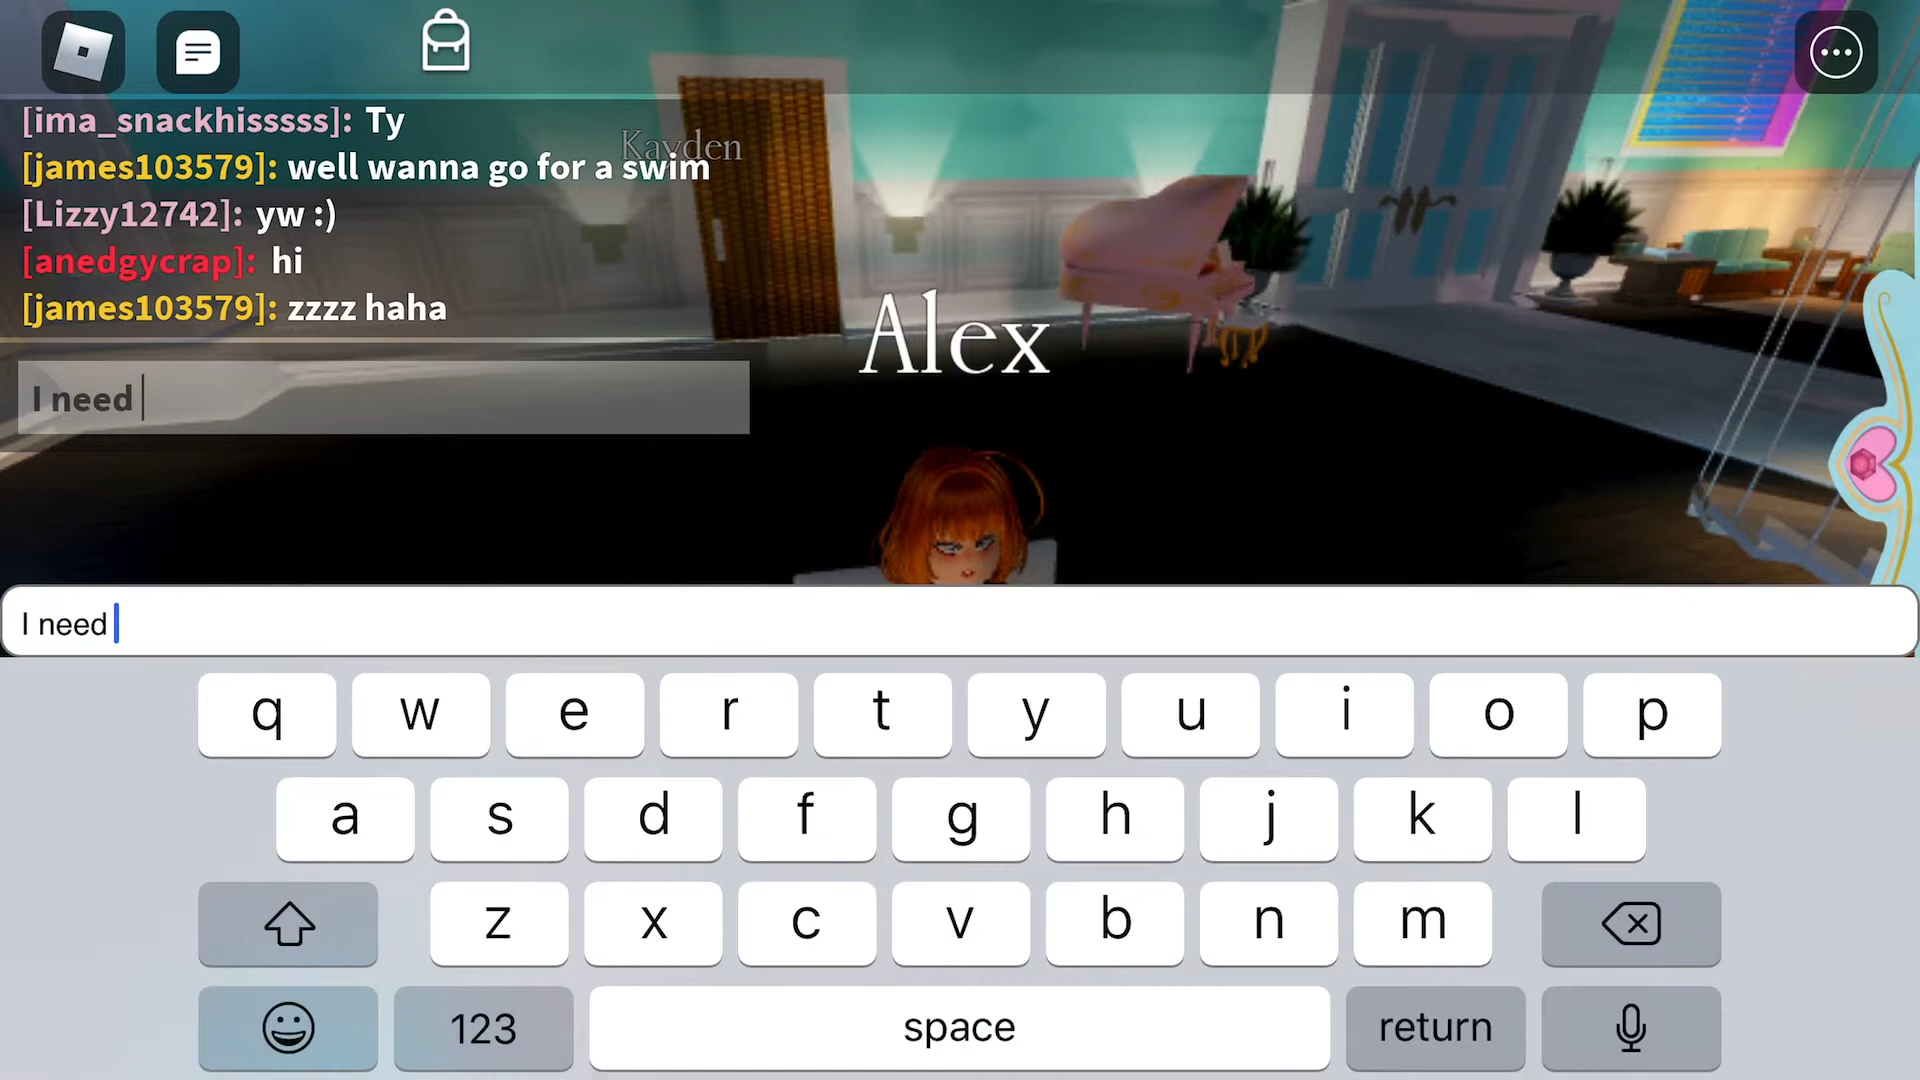 [ima_snackhisssss]: Ty
Kayden
[james103579]: well wanna go for a swim
[Lizzy12742]: yw :)
[anedgycrap]: hi
[james103579]: zzzz haha
Alex
I need
I need
q w e r t y u i o p
a s d f g h j k l
z x c v b n m
123 space return